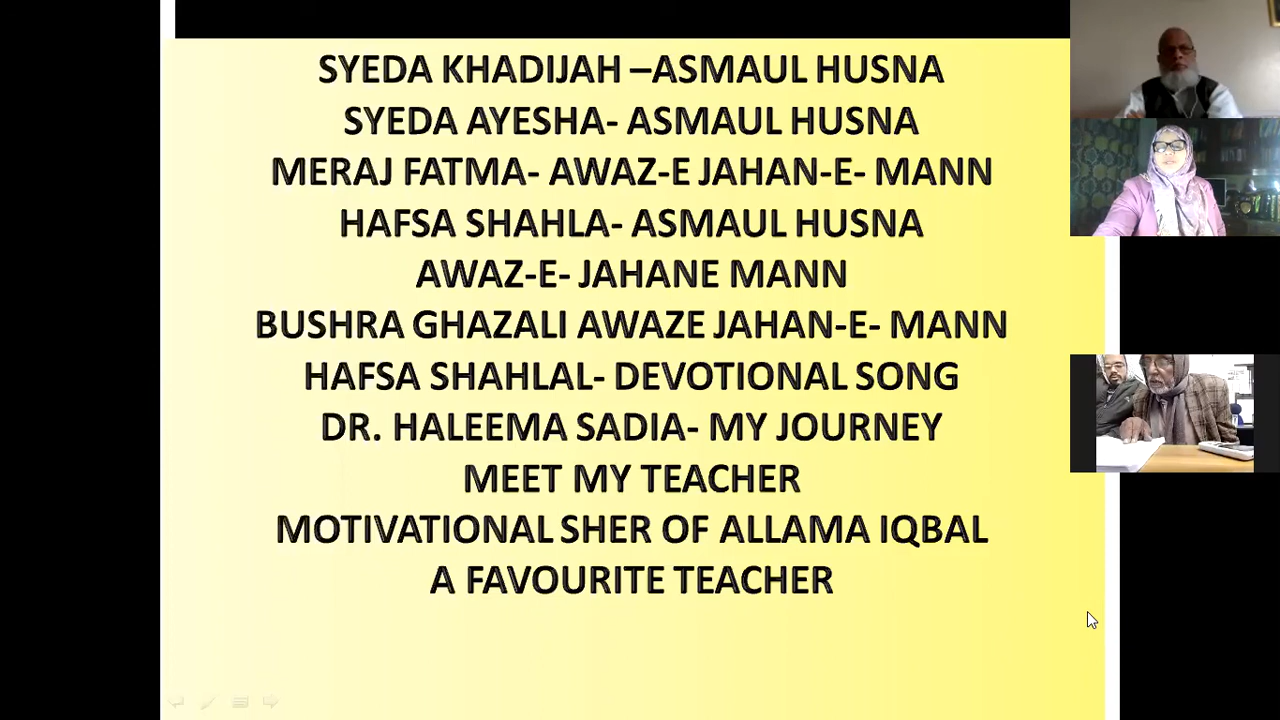 SYEDA KHADIJAH –ASMAUL HUSNA
SYEDA AYESHA- ASMAUL HUSNA
MERAJ FATMA- AWAZ-E JAHAN-E- MANN
HAFSA SHAHLA- ASMAUL HUSNA
AWAZ-E- JAHANE MANN
BUSHRA GHAZALI AWAZE JAHAN-E- MANN
HAFSA SHAHLAL- DEVOTIONAL SONG
DR. HALEEMA SADIA- MY JOURNEY
MEET MY TEACHER
MOTIVATIONAL SHER OF ALLAMA IQBAL
A FAVOURITE TEACHER